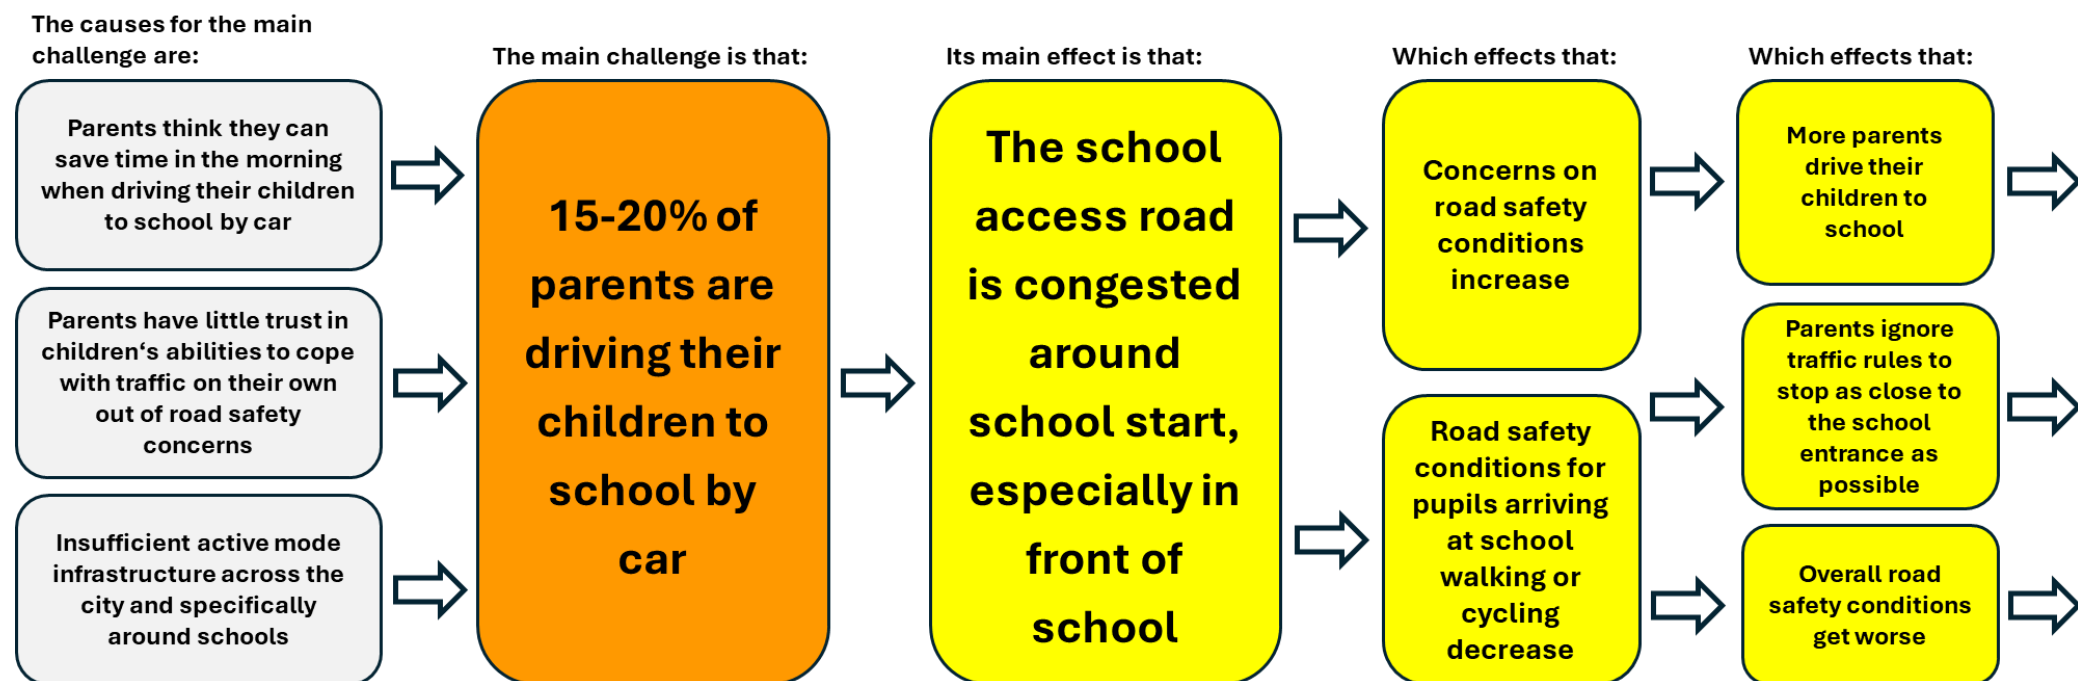 The causes for the main
challenge are:
Parents think they can
save time in the morning
when driving their children
to school by car
Parents have little trust in
children‘s abilities to cope
with traffic on their own
out of road safety
concerns
Insufficient active mode
infrastructure across the
city and specifically
around schools
The main challenge is that:
15-20% of
parents are
driving their
children to
school by
car
Its main effect is that:
The school
access road
is congested
around
school start,
especially in
front of
school
Which effects that:
Concerns on
road safety
conditions
increase
Road safety
conditions for
pupils arriving
at school
walking or
cycling
decrease
Which effects that:
More parents
drive their
children to
school
Parents ignore
traffic rules to
stop as close to
the school
entrance as
possible
Overall road
safety conditions
get worse